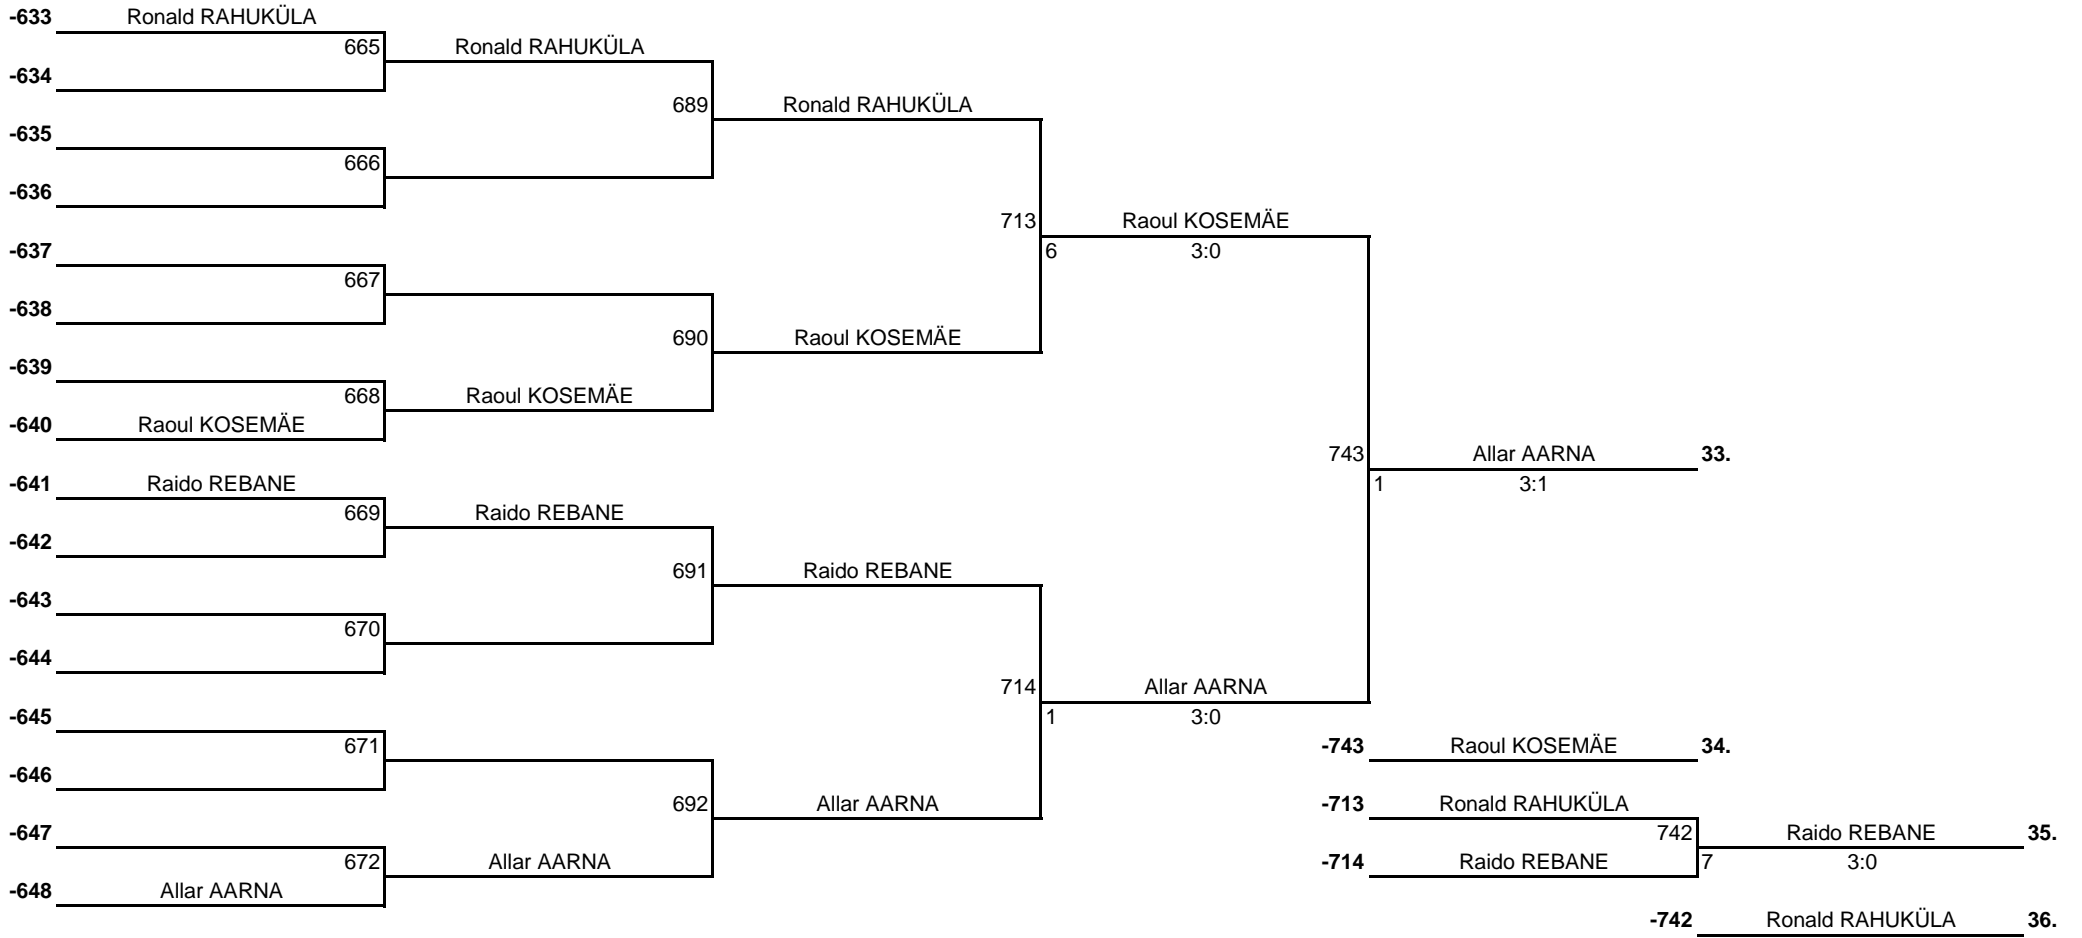 -633 Ronald RAHUKÜLA
665 Ronald RAHUKÜLA
-634
689 Ronald RAHUKÜLA
-635
666
-636
713 Raoul KOSEMÄE
-637 6 3:0
667
-638
690 Raoul KOSEMÄE
-639
668 Raoul KOSEMÄE
-640 Raoul KOSEMÄE
743 Allar AARNA 33.
-641 Raido REBANE 1 3:1
669 Raido REBANE
-642
691 Raido REBANE
-643
670
-644
714 Allar AARNA
-645 1 3:0
671 -743 Raoul KOSEMÄE 34.
-646
692 Allar AARNA -713 Ronald RAHUKÜLA
-647 742 Raido REBANE 35.
672 Allar AARNA -714 Raido REBANE 7 3:0
-648 Allar AARNA
-742 Ronald RAHUKÜLA 36.